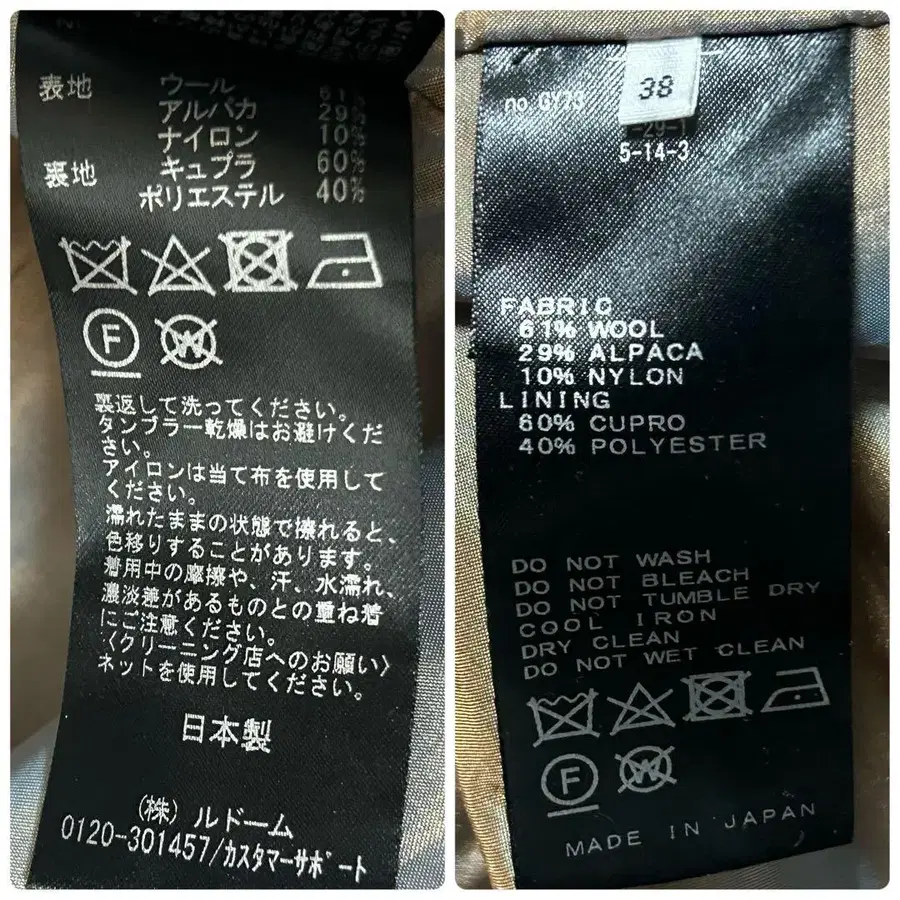 表地 ウール 61%
アルパカ 29%
ナイロン 10%
裏地 キュプラ 60%
ポリエステル 40%
F W
裏返して洗ってください。
タンブラー乾燥はお避けくだ
さい。
アイロンは当て布を使用して
ください。
濡れたままの状態で擦れると、
色移りすることがあります。
着用中の摩擦や、汗、水濡れ、
濃淡差があるものとの重ね着
にご注意ください。
〈クリーニング店へのお願い〉
ネットを使用してください。
日本製
(株) ルドーム
0120-301457/カスタマーサポート
38
no GY73
-29-1
5-14-3
FABRIC
61% WOOL
29% ALPACA
10% NYLON
LINING
60% CUPRO
40% POLYESTER
DO NOT WASH
DO NOT BLEACH
DO NOT TUMBLE DRY
COOL IRON
DRY CLEAN
DO NOT WET CLEAN
F W
MADE IN JAPAN